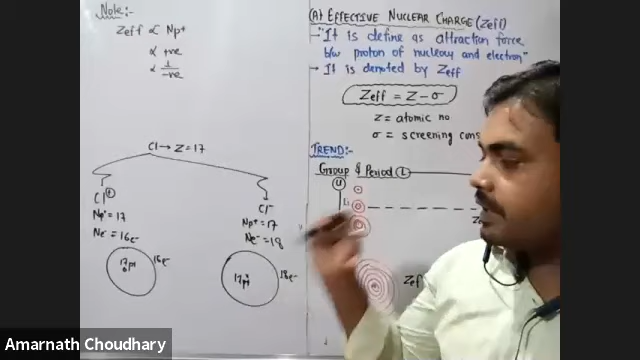 Note:-
Zeff ∝ Np+
∝ +ve
∝ 1/-ve
Cl → Z = 17
Cl+
Np+ = 17
Ne- = 16e-
17p+
16e-
Cl-
Np+ = 17
Ne- = 18
17p+
18e-
(A) EFFECTIVE NUCLEAR CHARGE (Zeff)
"It is define as attraction force
b/w proton of nucleus and electron"
→ It is denoted by Zeff
Zeff = Z - σ
Z = atomic no
σ = screening
TREND:-
Group & Period L
U
Li
Zeff
Amarnath Choudhary